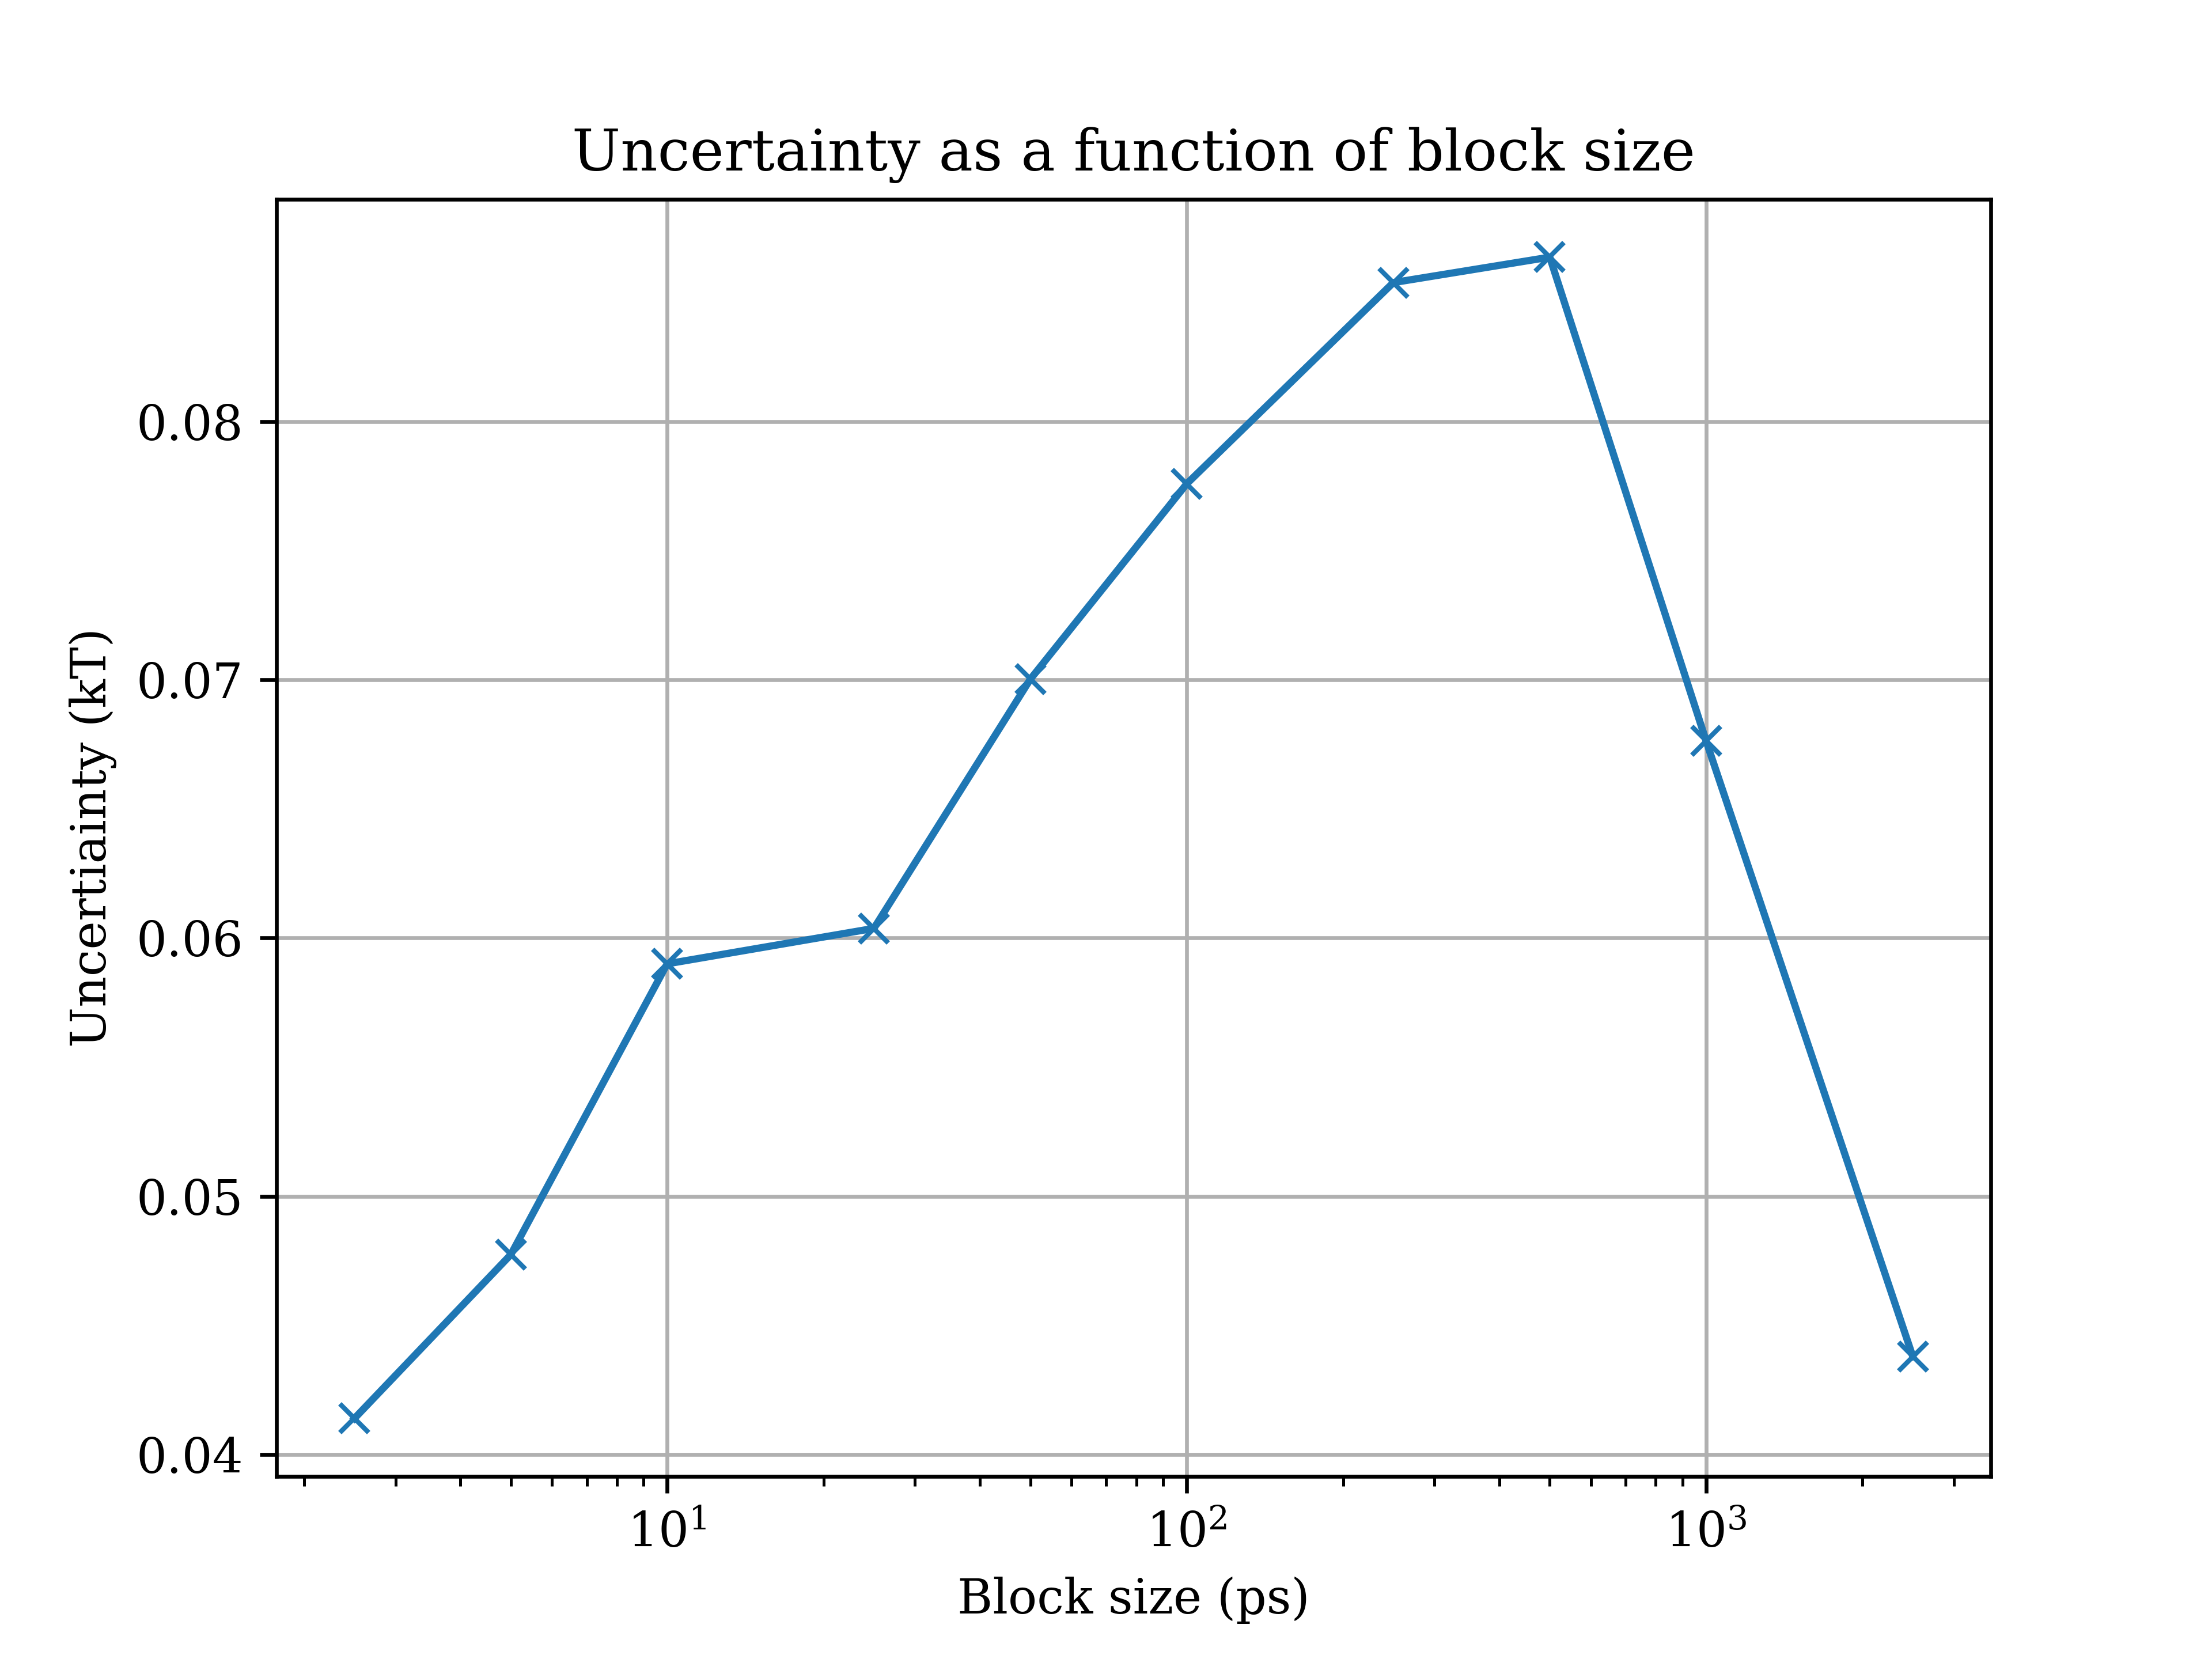 Uncertainty as a function of block size
0.08
0.07
0.06
0.05
0.04
Uncertiainty (kT)
10¹ 10² 10³
Block size (ps)